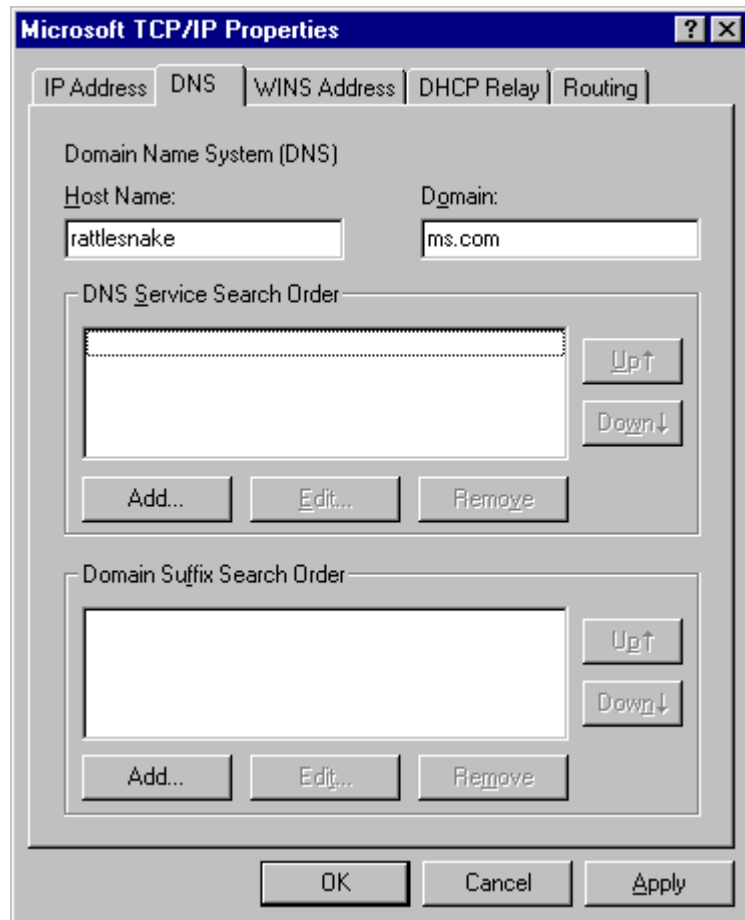 Microsoft TCP/IP Properties ? X
IP Address DNS WINS Address DHCP Relay Routing
Domain Name System (DNS)
Host Name: Domain:
rattlesnake ms.com
DNS Service Search Order
Up↑
Down↓
Add... Edit... Remove
Domain Suffix Search Order
Up↑
Down↓
Add... Edit... Remove
OK Cancel Apply